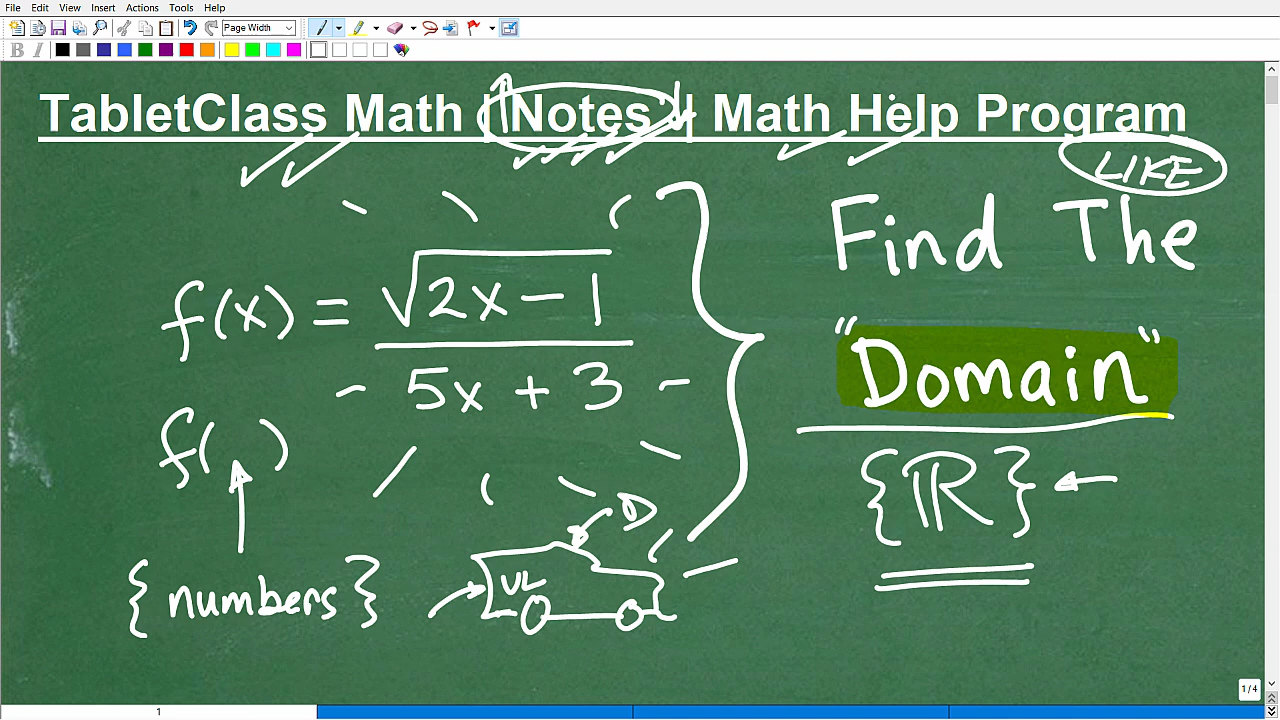 File Edit View Insert Actions Tools Help
Page Width
B I
TabletClass Math | Notes | Math Help Program
LIKE
Find The
"Domain"
f(x) = √2x - 1
5x + 3
f( )
{ℝ}
D
UL
{ numbers }
1/4
1